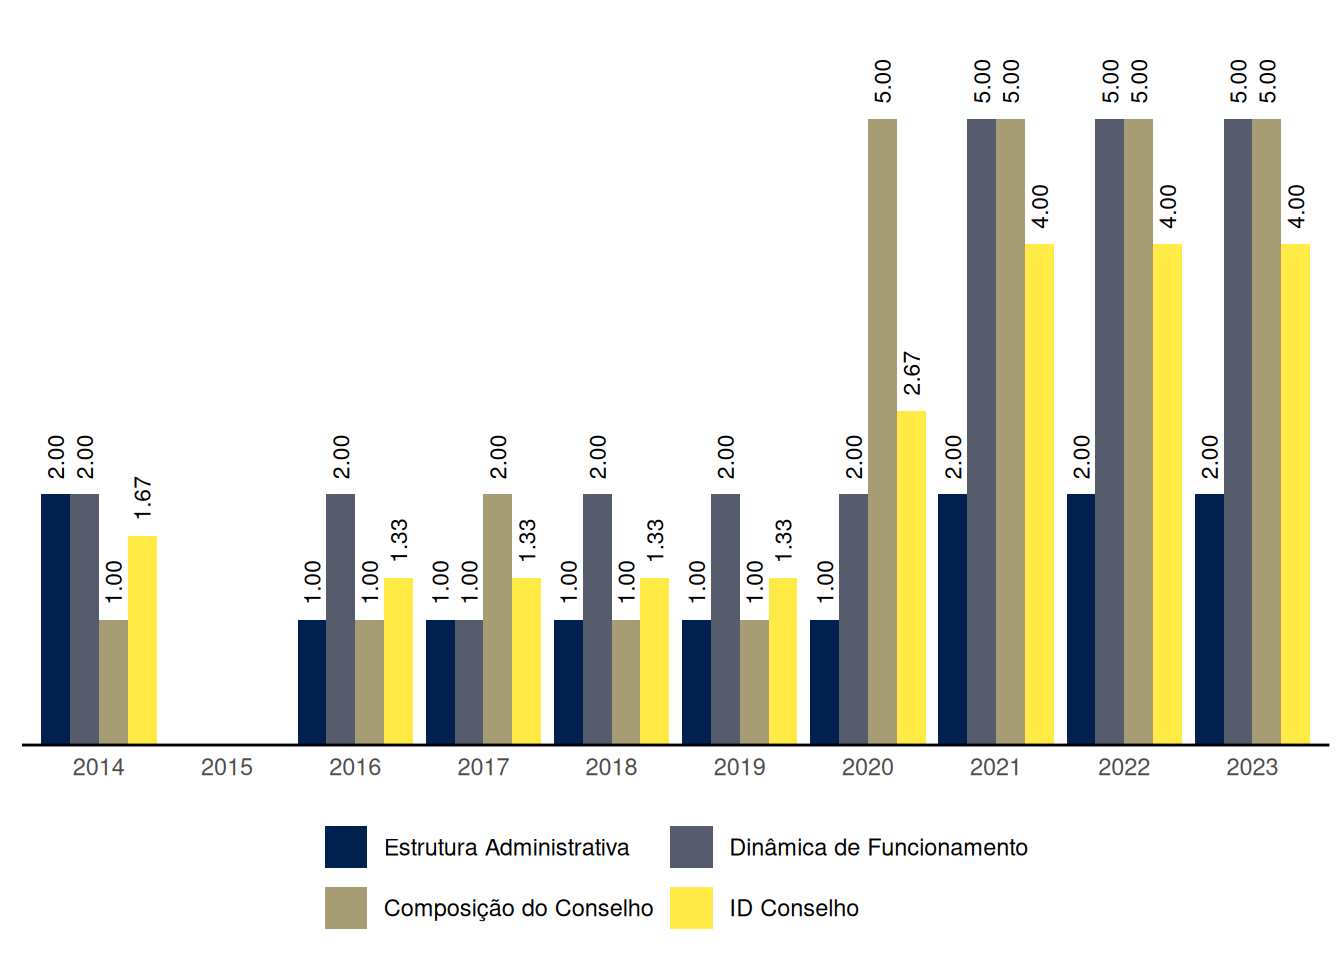 5.00 5.00 5.00 5.00 5.00 5.00 5.00
4.00 4.00 4.00
2.67
2.00 2.00 2.00 2.00 2.00 2.00 2.00 2.00 2.00 2.00
1.67
1.33 1.33 1.33 1.33
1.00 1.00 1.00 1.00 1.00 1.00 1.00 1.00 1.00 1.00
2014 2015 2016 2017 2018 2019 2020 2021 2022 2023
Estrutura Administrativa Dinâmica de Funcionamento
Composição do Conselho ID Conselho